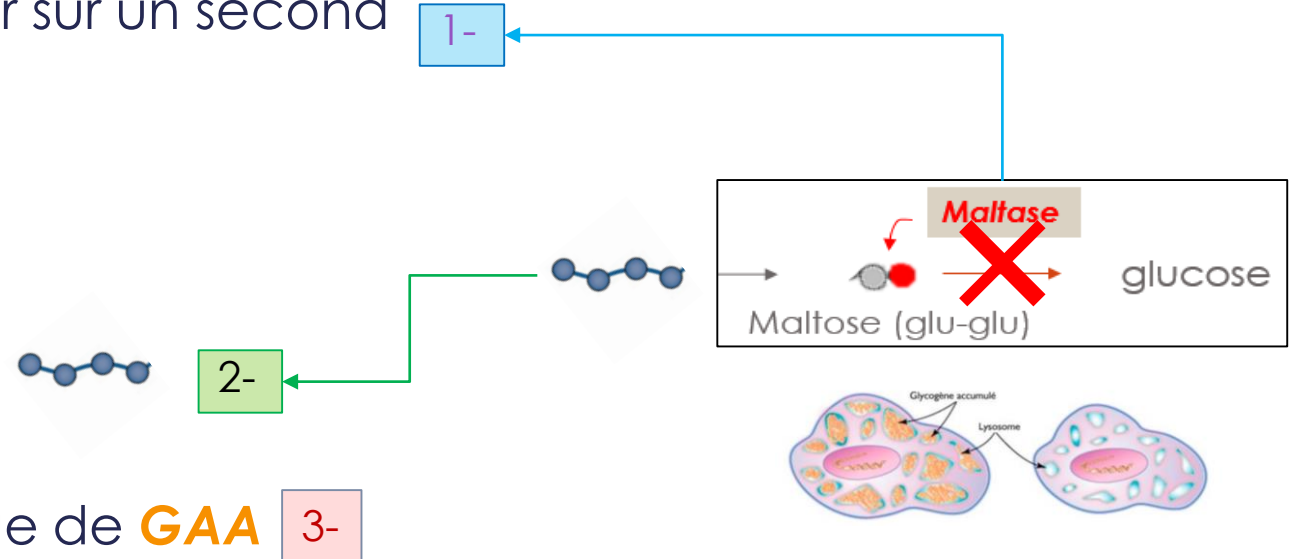 r sur un second
1-
Maltase
glucose
Maltose (glu-glu)
2-
Glycogène accumulé
Lysosome
e de GAA
3-